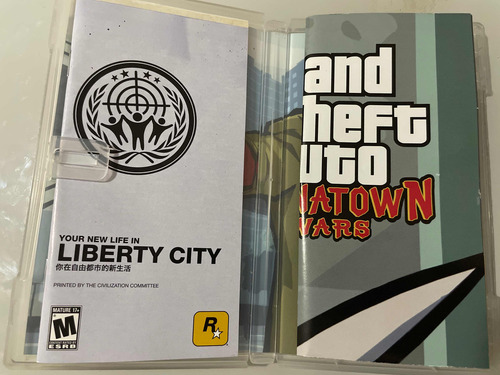 YOUR NEW LIFE IN
LIBERTY CITY
你在自由都市的新生活
PRINTED BY THE CIVILIZATION COMMITTEE
MATURE 17+
M
ESRB
R
and
heft
uto
NATOWN
WARS